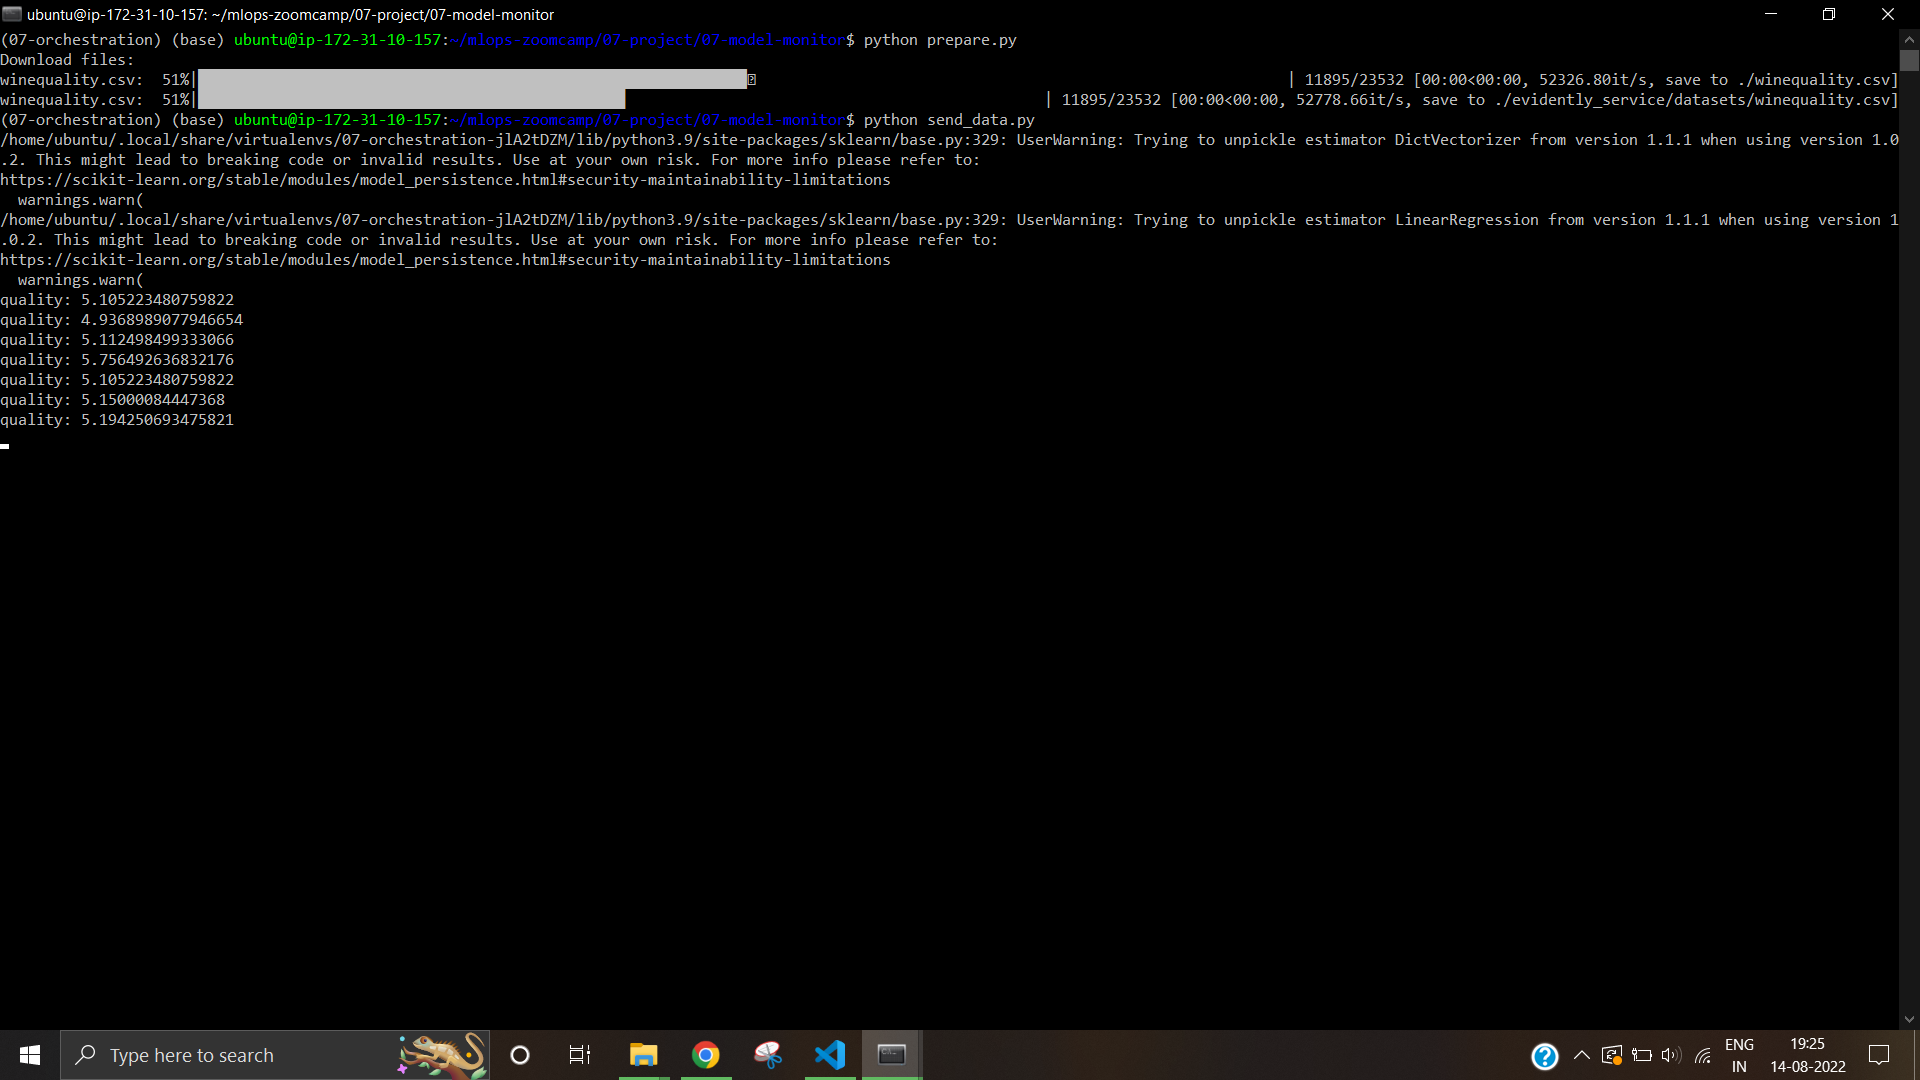 ubuntu@ip-172-31-10-157: ~/mlops-zoomcamp/07-project/07-model-monitor
(07-orchestration) (base) ubuntu@ip-172-31-10-157:~/mlops-zoomcamp/07-project/07-model-monitor$ python prepare.py
Download files:
winequality.csv:  51%| | 11895/23532 [00:00<00:00, 52326.80it/s, save to ./winequality.csv]
winequality.csv:  51%| | 11895/23532 [00:00<00:00, 52778.66it/s, save to ./evidently_service/datasets/winequality.csv]
(07-orchestration) (base) ubuntu@ip-172-31-10-157:~/mlops-zoomcamp/07-project/07-model-monitor$ python send_data.py
/home/ubuntu/.local/share/virtualenvs/07-orchestration-jlA2tDZM/lib/python3.9/site-packages/sklearn/base.py:329: UserWarning: Trying to unpickle estimator DictVectorizer from version 1.1.1 when using version 1.0
.2. This might lead to breaking code or invalid results. Use at your own risk. For more info please refer to:
https://scikit-learn.org/stable/modules/model_persistence.html#security-maintainability-limitations
  warnings.warn(
/home/ubuntu/.local/share/virtualenvs/07-orchestration-jlA2tDZM/lib/python3.9/site-packages/sklearn/base.py:329: UserWarning: Trying to unpickle estimator LinearRegression from version 1.1.1 when using version 1
.0.2. This might lead to breaking code or invalid results. Use at your own risk. For more info please refer to:
https://scikit-learn.org/stable/modules/model_persistence.html#security-maintainability-limitations
  warnings.warn(
quality: 5.105223480759822
quality: 4.9368989077946654
quality: 5.112498499333066
quality: 5.756492636832176
quality: 5.105223480759822
quality: 5.15000084447368
quality: 5.194250693475821
Type here to search
ENG
IN
19:25
14-08-2022